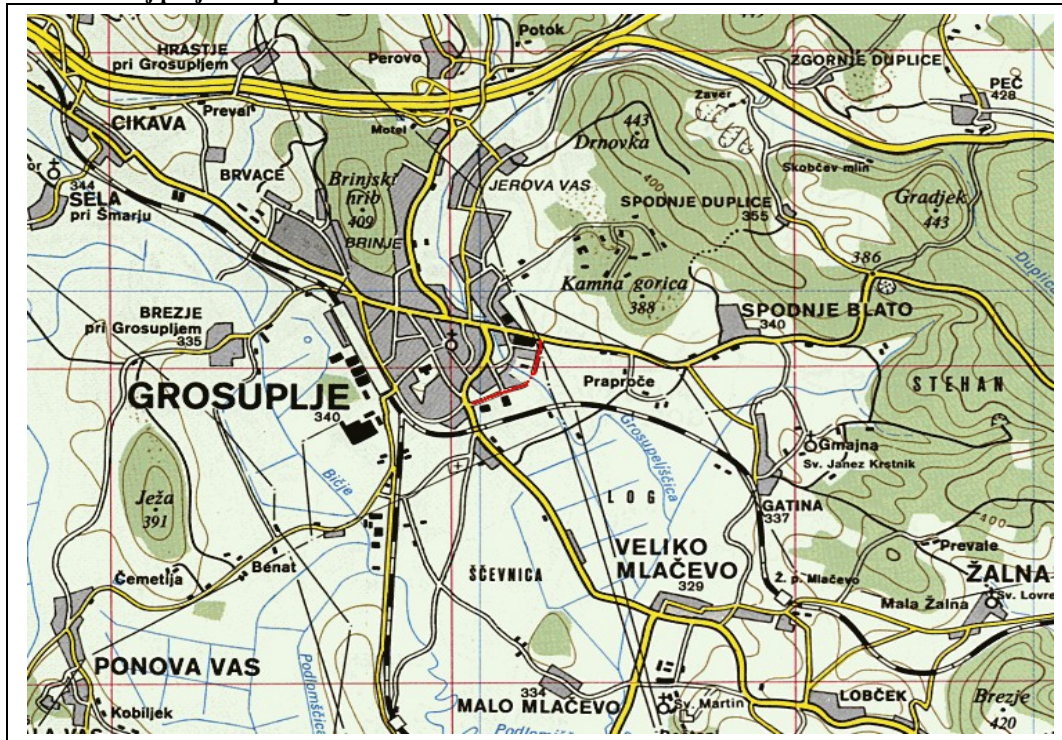 HRASTJE
pri Grosupljem
Potok
Perovo
ZGORNJE DUPLICE
PEČ
428
Preval
CIKAVA
Motel
Zaver
443
Drnovka
Skobčev mlin
344
SELA
pri Šmarju
BRVACE
Brinjski
hrib
409
BRINJE
JEROVA VAS
400
SPODNJE DUPLICE
355
Gradjek
443
386
Duplica
Kamna gorica
388
BREZJE
pri Grosupljem
335
SPODNJE BLATO
340
STEHAN
Praproče
GROSUPLJE
340
Grosupeljščica
Gmajna
Sv. Janez Krstnik
Bičje
Ježa
391
LOG
GATINA
337
400
Prevale
VELIKO
MLAČEVO
329
Ž. p. Mlačevo
ŽALNA
Sv. Lovre
Mala Žalna
Čemetija
Benat
ŠČEVNICA
PONOVA VAS
Podlomščica
334
MALO MLAČEVO
Sv. Martin
LOBČEK
Brezje
420
Kobiljek